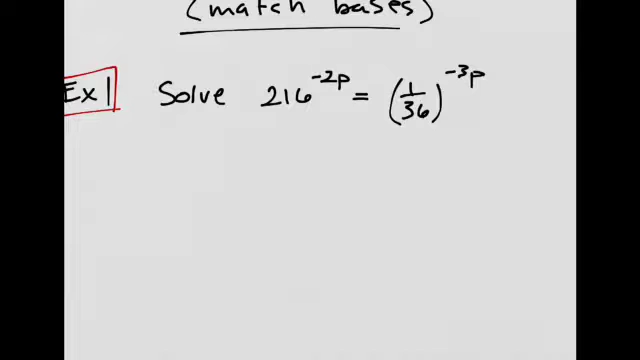 (match bases)
Ex 1 Solve 216^{-2p} = (1/36)^{-3p}